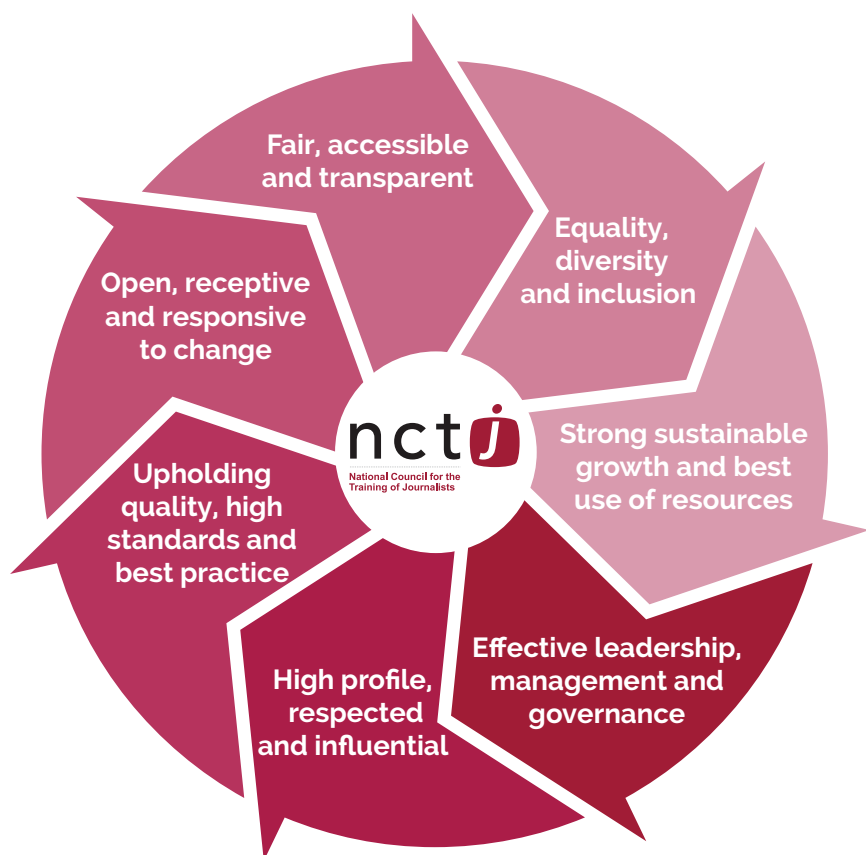 Fair, accessible
and transparent
Equality,
diversity
and inclusion
Strong sustainable
growth and best
use of resources
Effective leadership,
management and
governance
High profile,
respected
and influential
Upholding
quality, high
standards and
best practice
Open, receptive
and responsive
to change
nctj
National Council for the
Training of Journalists